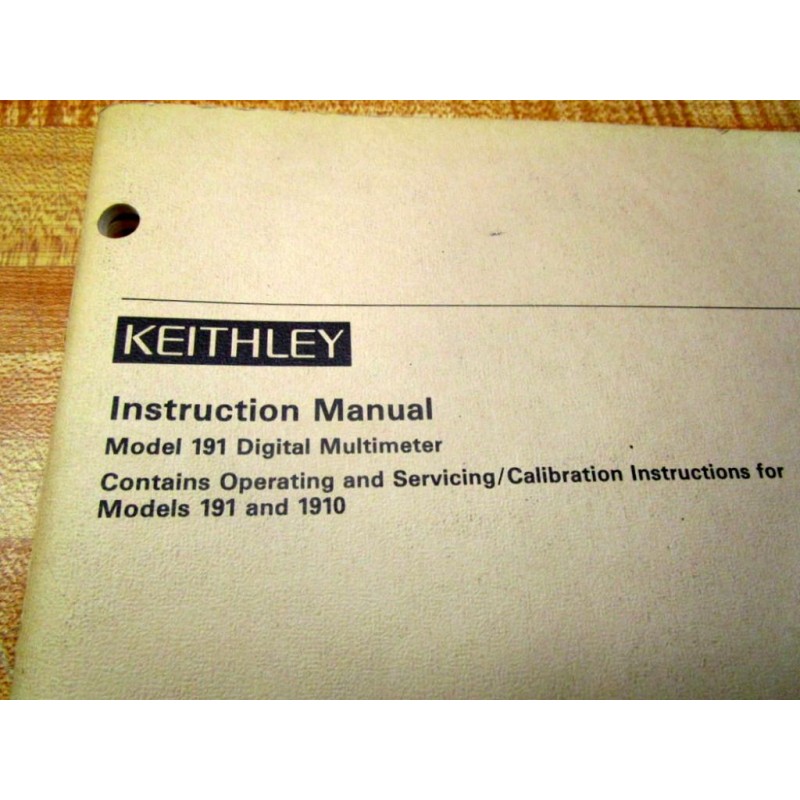 KEITHLEY
Instruction Manual
Model 191 Digital Multimeter
Contains Operating and Servicing/Calibration Instructions for
Models 191 and 1910